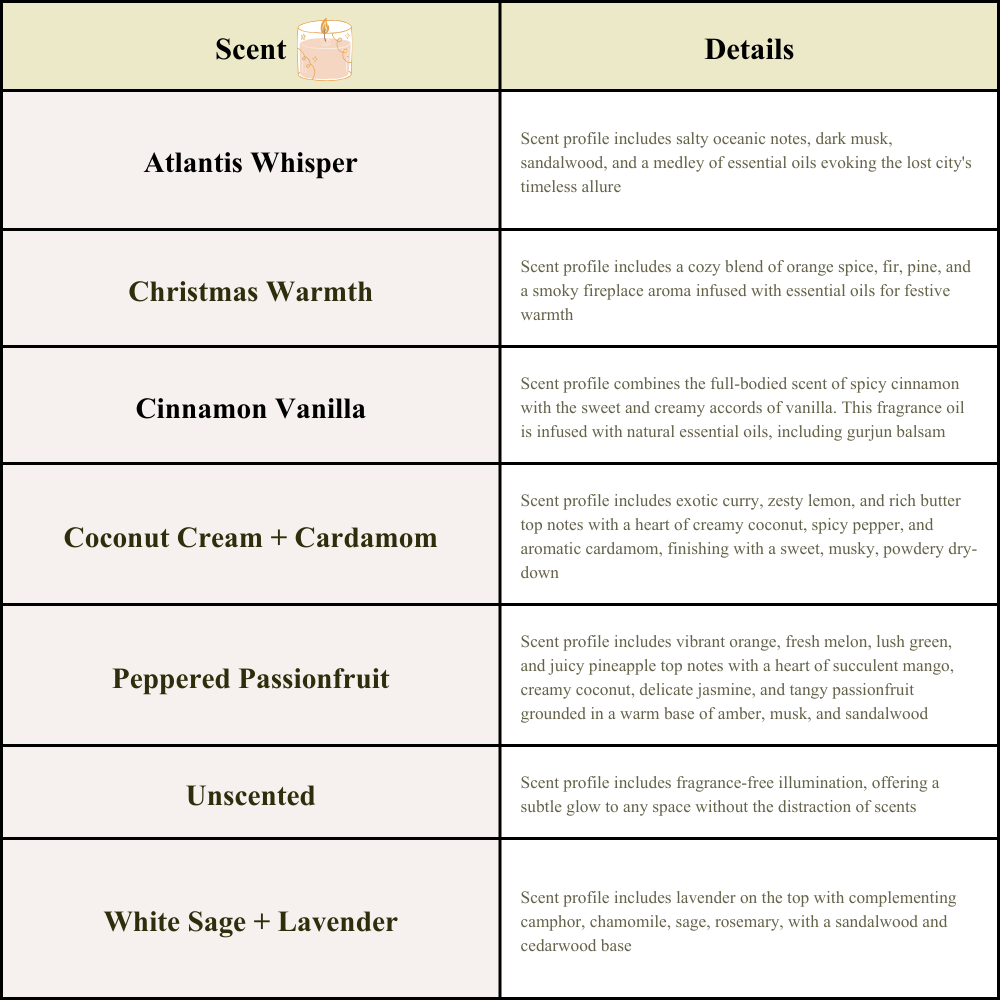 Scent
Details
Atlantis Whisper
Scent profile includes salty oceanic notes, dark musk,
sandalwood, and a medley of essential oils evoking the lost city's
timeless allure
Christmas Warmth
Scent profile includes a cozy blend of orange spice, fir, pine, and
a smoky fireplace aroma infused with essential oils for festive
warmth
Cinnamon Vanilla
Scent profile combines the full-bodied scent of spicy cinnamon
with the sweet and creamy accords of vanilla. This fragrance oil
is infused with natural essential oils, including gurjun balsam
Coconut Cream + Cardamom
Scent profile includes exotic curry, zesty lemon, and rich butter
top notes with a heart of creamy coconut, spicy pepper, and
aromatic cardamom, finishing with a sweet, musky, powdery dry-
down
Peppered Passionfruit
Scent profile includes vibrant orange, fresh melon, lush green,
and juicy pineapple top notes with a heart of succulent mango,
creamy coconut, delicate jasmine, and tangy passionfruit
grounded in a warm base of amber, musk, and sandalwood
Unscented
Scent profile includes fragrance-free illumination, offering a
subtle glow to any space without the distraction of scents
White Sage + Lavender
Scent profile includes lavender on the top with complementing
camphor, chamomile, sage, rosemary, with a sandalwood and
cedarwood base